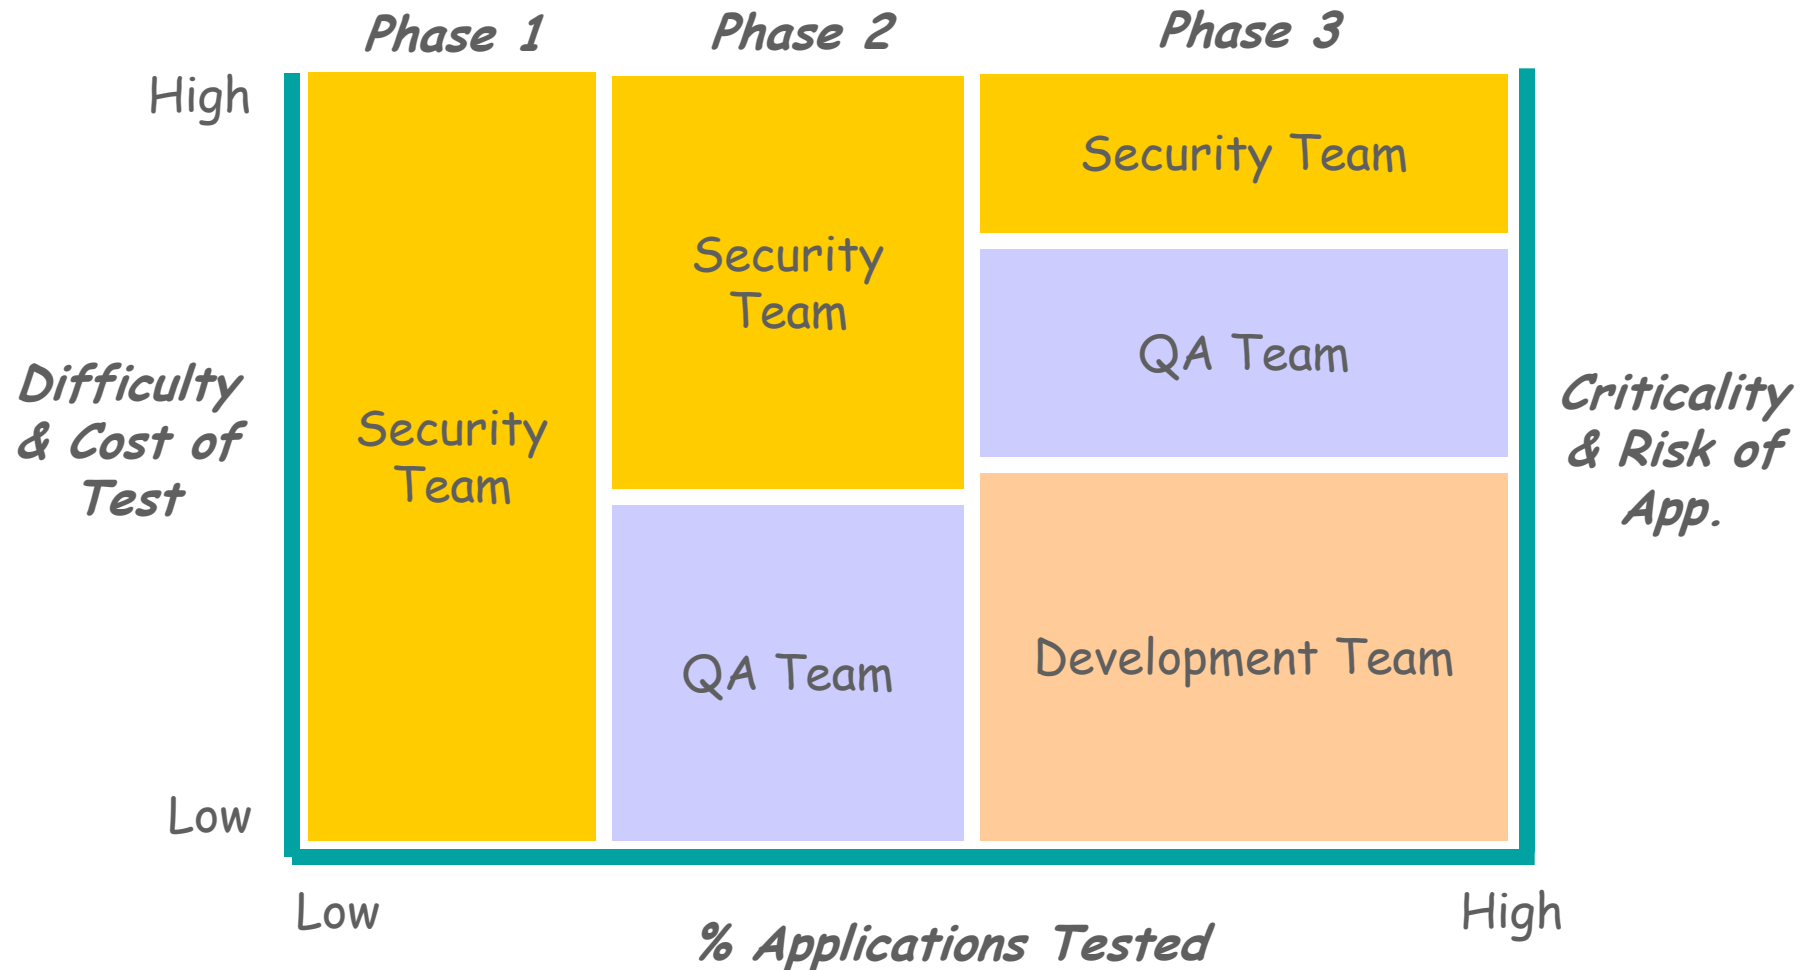 Phase 1
Phase 2
Phase 3
High
Security Team
Security
Team
QA Team
Difficulty
& Cost of
Test
Security
Team
Criticality
& Risk of
App.
QA Team
Development Team
Low
Low
High
% Applications Tested